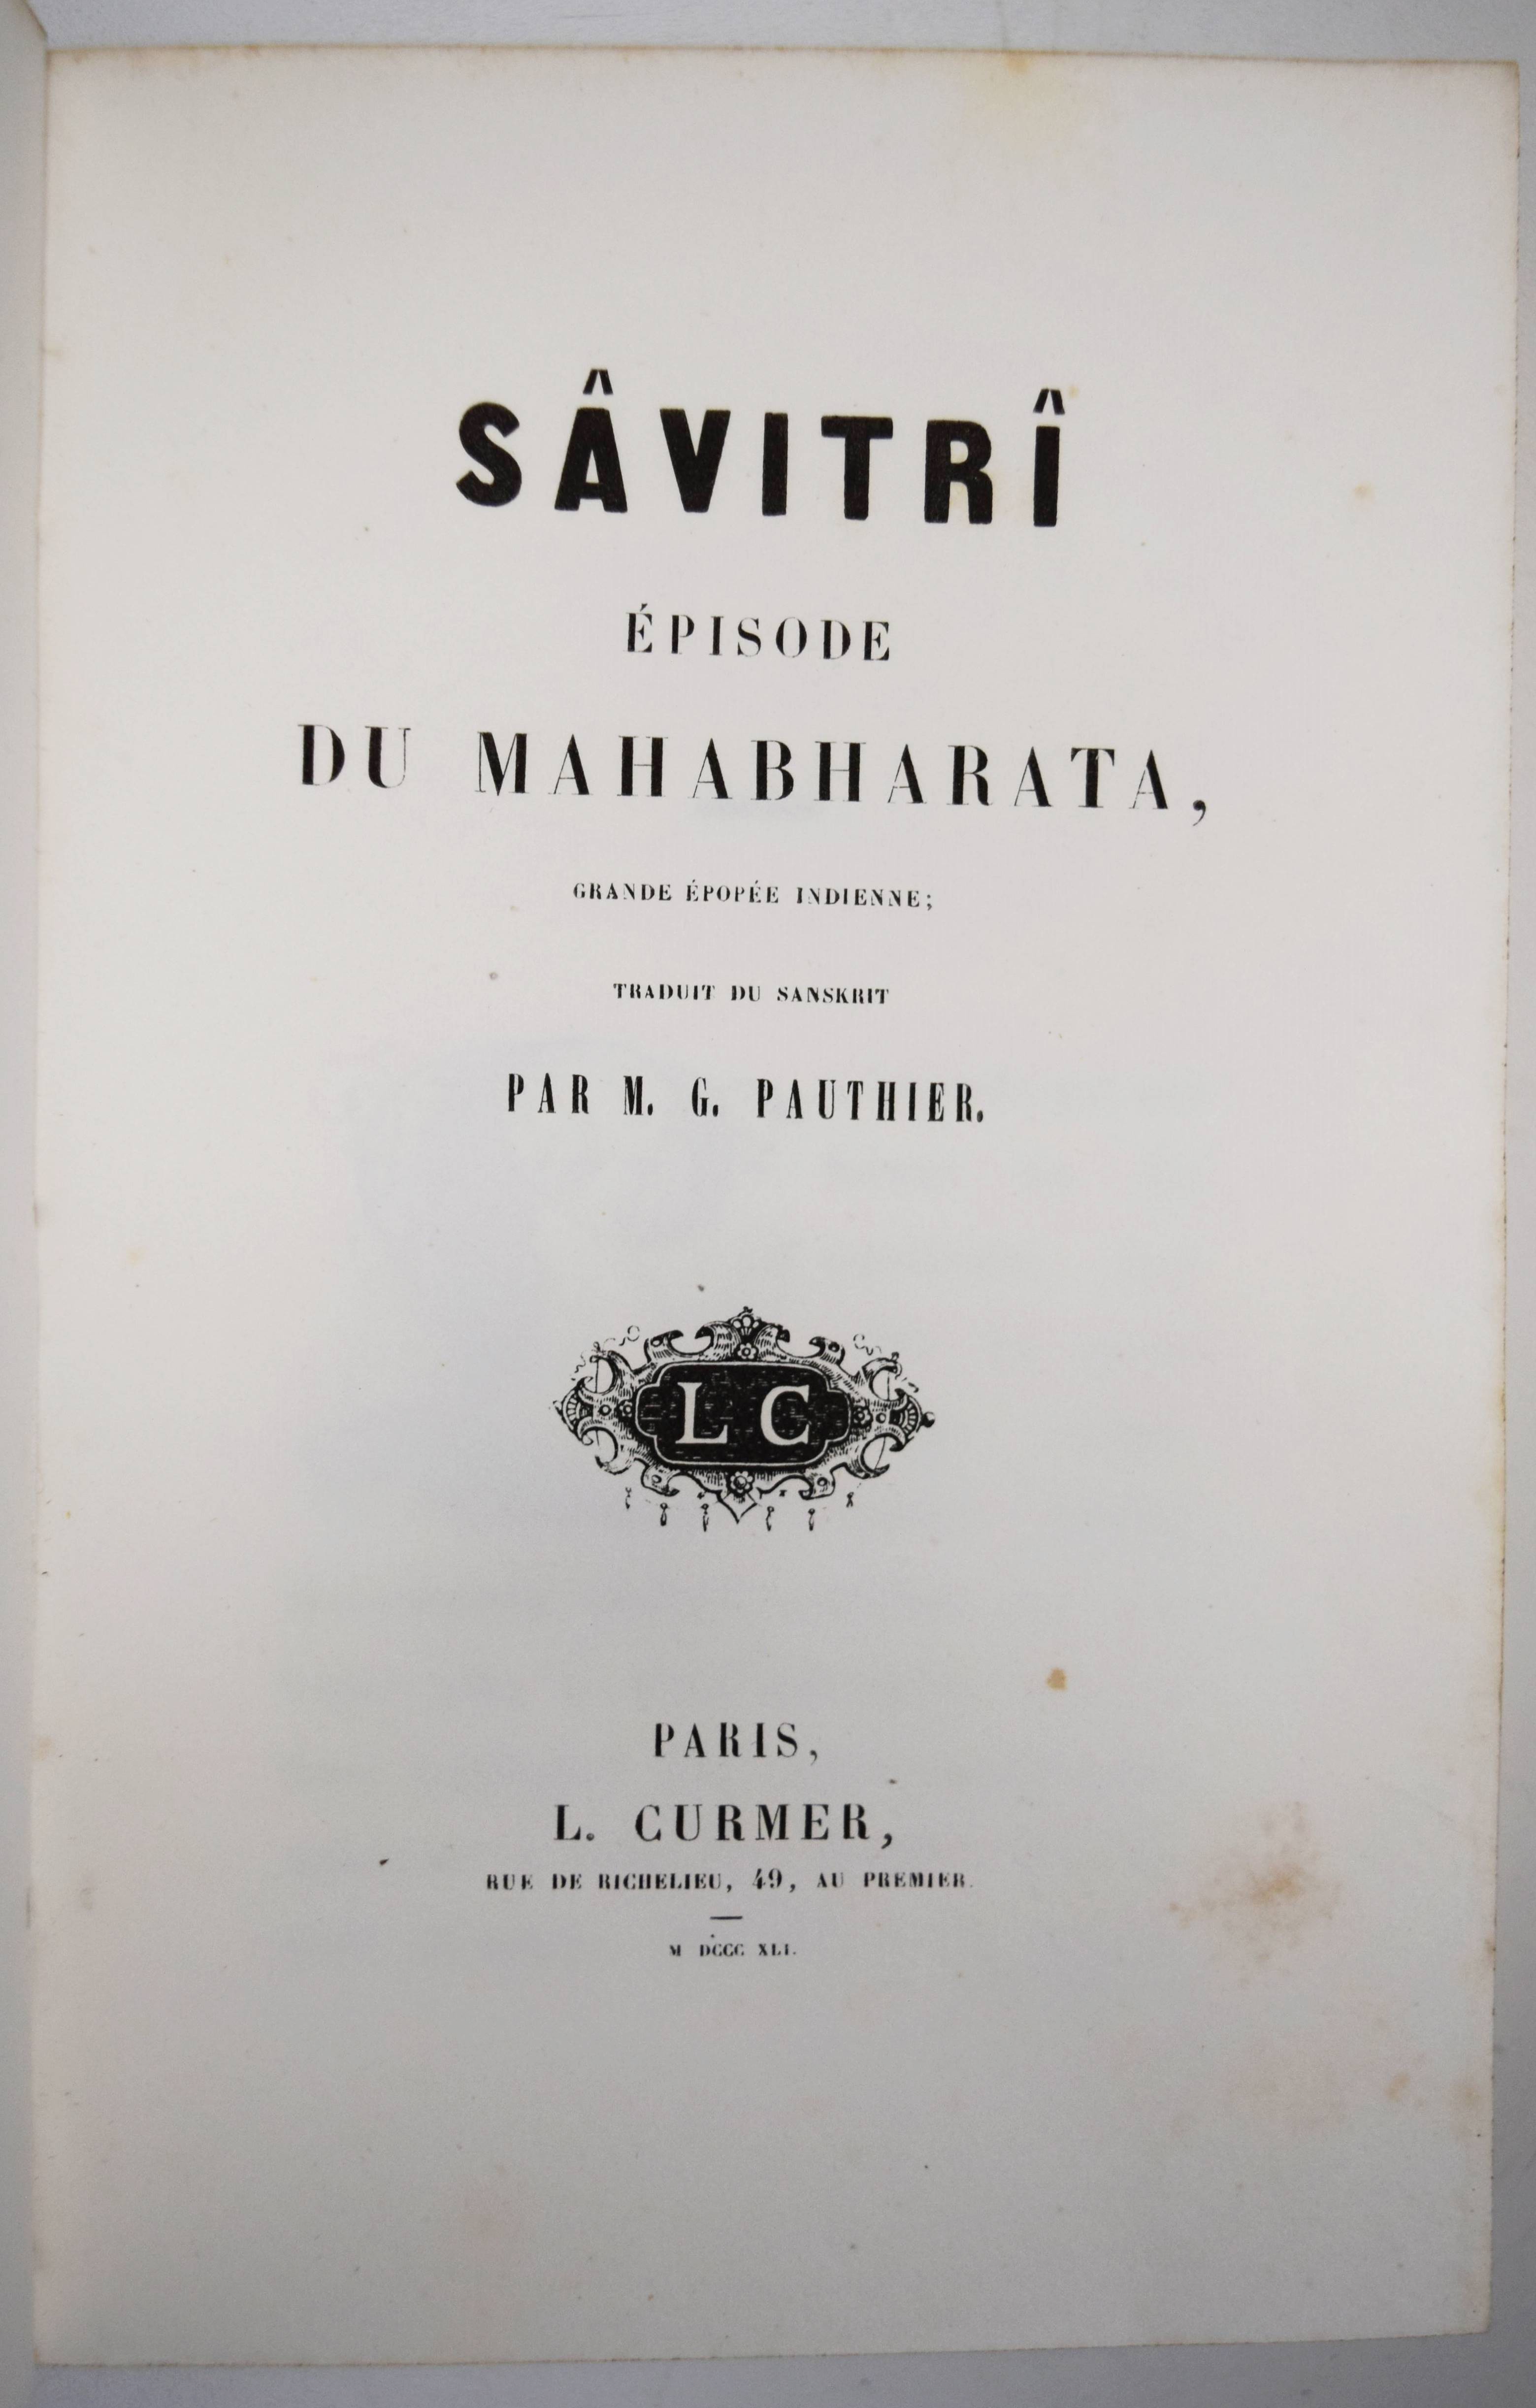 SÂVITRÎ
ÉPISODE
DU MAHABHARATA,
GRANDE ÉPOPÉE INDIENNE;
TRADUIT DU SANSKRIT
PAR M. G. PAUTHIER.
L C
PARIS,
L. CURMER,
RUE DE RICHELIEU, 49, AU PREMIER.
M DCCC XLI.